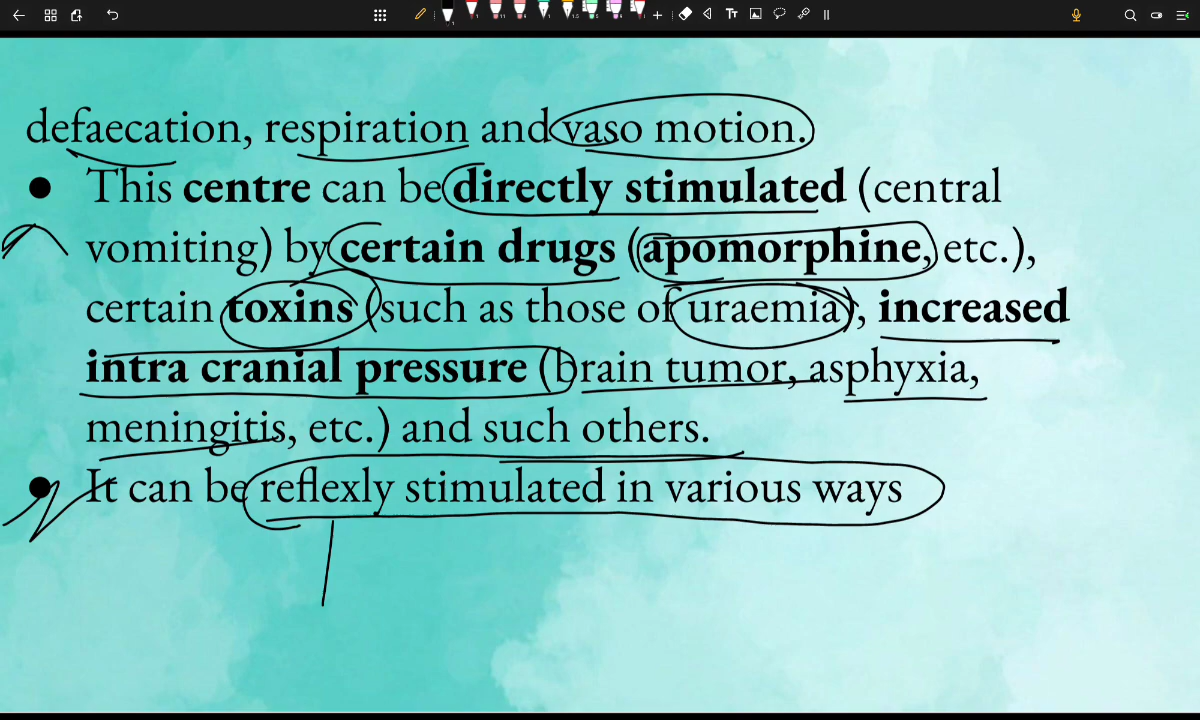 defaecation, respiration and vaso motion.
● This centre can be directly stimulated (central
vomiting) by certain drugs (apomorphine, etc.),
certain toxins (such as those of uraemia), increased
intra cranial pressure (brain tumor, asphyxia,
meningitis, etc.) and such others.
● It can be reflexly stimulated in various ways